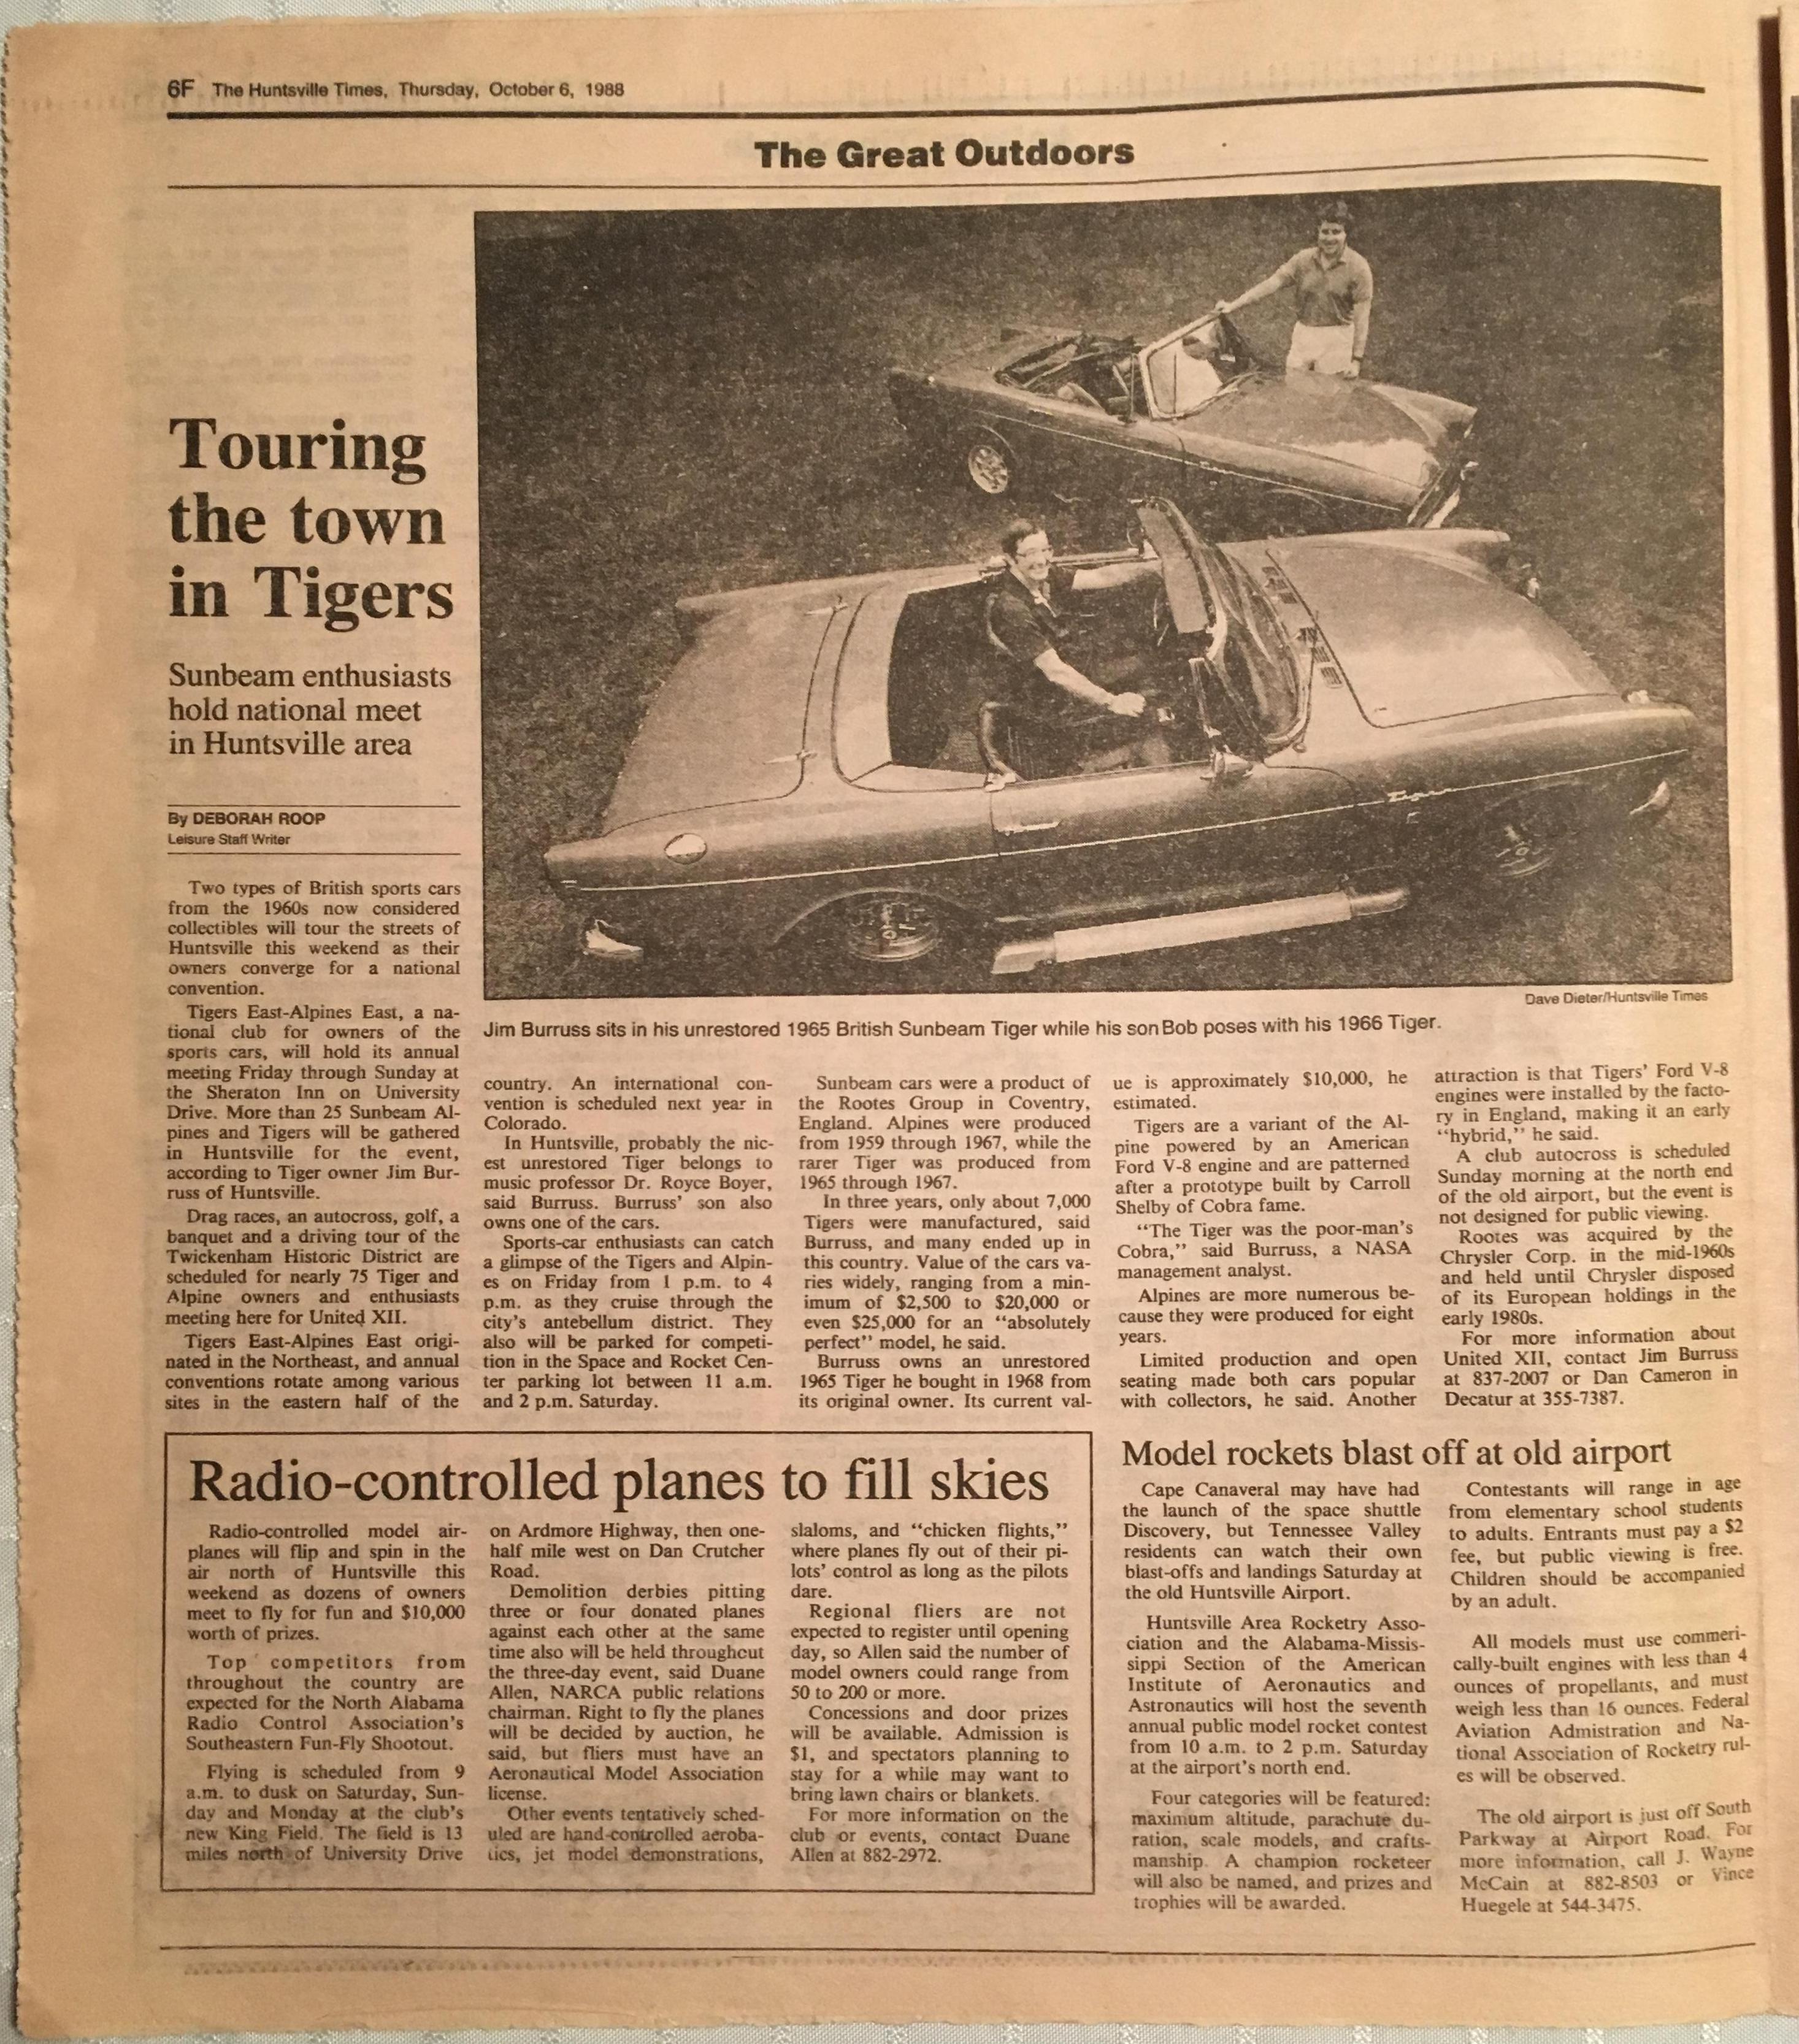 6F The Huntsville Times, Thursday, October 6, 1988
The Great Outdoors
Touring
the town
in Tigers
Sunbeam enthusiasts
hold national meet
in Huntsville area
By DEBORAH ROOP
Leisure Staff Writer
Tiger
Dave Dieter/Huntsville Times
Jim Burruss sits in his unrestored 1965 British Sunbeam Tiger while his son Bob poses with his 1966 Tiger.
Two types of British sports cars
from the 1960s now considered
collectibles will tour the streets of
Huntsville this weekend as their
owners converge for a national
convention.
Tigers East-Alpines East, a na-
tional club for owners of the
sports cars, will hold its annual
meeting Friday through Sunday at
the Sheraton Inn on University
Drive. More than 25 Sunbeam Al-
pines and Tigers will be gathered
in Huntsville for the event,
according to Tiger owner Jim Bur-
russ of Huntsville.
Drag races, an autocross, golf, a
banquet and a driving tour of the
Twickenham Historic District are
scheduled for nearly 75 Tiger and
Alpine owners and enthusiasts
meeting here for United XII.
Tigers East-Alpines East origi-
nated in the Northeast, and annual
conventions rotate among various
sites in the eastern half of the
country. An international con-
vention is scheduled next year in
Colorado.
In Huntsville, probably the nic-
est unrestored Tiger belongs to
music professor Dr. Royce Boyer,
said Burruss. Burruss' son also
owns one of the cars.
Sports-car enthusiasts can catch
a glimpse of the Tigers and Alpin-
es on Friday from 1 p.m. to 4
p.m. as they cruise through the
city's antebellum district. They
also will be parked for competi-
tion in the Space and Rocket Cen-
ter parking lot between 11 a.m.
and 2 p.m. Saturday.
Sunbeam cars were a product of
the Rootes Group in Coventry,
England. Alpines were produced
from 1959 through 1967, while the
rarer Tiger was produced from
1965 through 1967.
In three years, only about 7,000
Tigers were manufactured, said
Burruss, and many ended up in
this country. Value of the cars va-
ries widely, ranging from a min-
imum of $2,500 to $20,000 or
even $25,000 for an "absolutely
perfect" model, he said.
Burruss owns an unrestored
1965 Tiger he bought in 1968 from
its original owner. Its current val-
ue is approximately $10,000, he
estimated.
Tigers are a variant of the Al-
pine powered by an American
Ford V-8 engine and are patterned
after a prototype built by Carroll
Shelby of Cobra fame.
"The Tiger was the poor-man's
Cobra," said Burruss, a NASA
management analyst.
Alpines are more numerous be-
cause they were produced for eight
years.
Limited production and open
seating made both cars popular
with collectors, he said. Another
attraction is that Tigers' Ford V-8
engines were installed by the facto-
ry in England, making it an early
"hybrid," he said.
A club autocross is scheduled
Sunday morning at the north end
of the old airport, but the event is
not designed for public viewing.
Rootes was acquired by the
Chrysler Corp. in the mid-1960s
and held until Chrysler disposed
of its European holdings in the
early 1980s.
For more information about
United XII, contact Jim Burruss
at 837-2007 or Dan Cameron in
Decatur at 355-7387.
Radio-controlled planes to fill skies
Radio-controlled model air-
planes will flip and spin in the
air north of Huntsville this
weekend as dozens of owners
meet to fly for fun and $10,000
worth of prizes.
Top competitors from
throughout the country are
expected for the North Alabama
Radio Control Association's
Southeastern Fun-Fly Shootout.
Flying is scheduled from 9
a.m. to dusk on Saturday, Sun-
day and Monday at the club's
new King Field. The field is 13
miles north of University Drive
on Ardmore Highway, then one-
half mile west on Dan Crutcher
Road.
Demolition derbies pitting
three or four donated planes
against each other at the same
time also will be held throughout
the three-day event, said Duane
Allen, NARCA public relations
chairman. Right to fly the planes
will be decided by auction, he
said, but fliers must have an
Aeronautical Model Association
license.
Other events tentatively sched-
uled are hand-controlled aeroba-
tics, jet model demonstrations,
slaloms, and "chicken flights,"
where planes fly out of their pi-
lots' control as long as the pilots
dare.
Regional fliers are not
expected to register until opening
day, so Allen said the number of
model owners could range from
50 to 200 or more.
Concessions and door prizes
will be available. Admission is
$1, and spectators planning to
stay for a while may want to
bring lawn chairs or blankets.
For more information on the
club or events, contact Duane
Allen at 882-2972.
Model rockets blast off at old airport
Cape Canaveral may have had
the launch of the space shuttle
Discovery, but Tennessee Valley
residents can watch their own
blast-offs and landings Saturday at
the old Huntsville Airport.
Huntsville Area Rocketry Asso-
ciation and the Alabama-Missis-
sippi Section of the American
Institute of Aeronautics and
Astronautics will host the seventh
annual public model rocket contest
from 10 a.m. to 2 p.m. Saturday
at the airport's north end.
Four categories will be featured:
maximum altitude, parachute du-
ration, scale models, and crafts-
manship. A champion rocketeer
will also be named, and prizes and
trophies will be awarded.
Contestants will range in age
from elementary school students
to adults. Entrants must pay a $2
fee, but public viewing is free.
Children should be accompanied
by an adult.
All models must use commeri-
cally-built engines with less than 4
ounces of propellants, and must
weigh less than 16 ounces. Federal
Aviation Admistration and Na-
tional Association of Rocketry rul-
es will be observed.
The old airport is just off South
Parkway at Airport Road. For
more information, call J. Wayne
McCain at 882-8503 or Vince
Huegele at 544-3475.